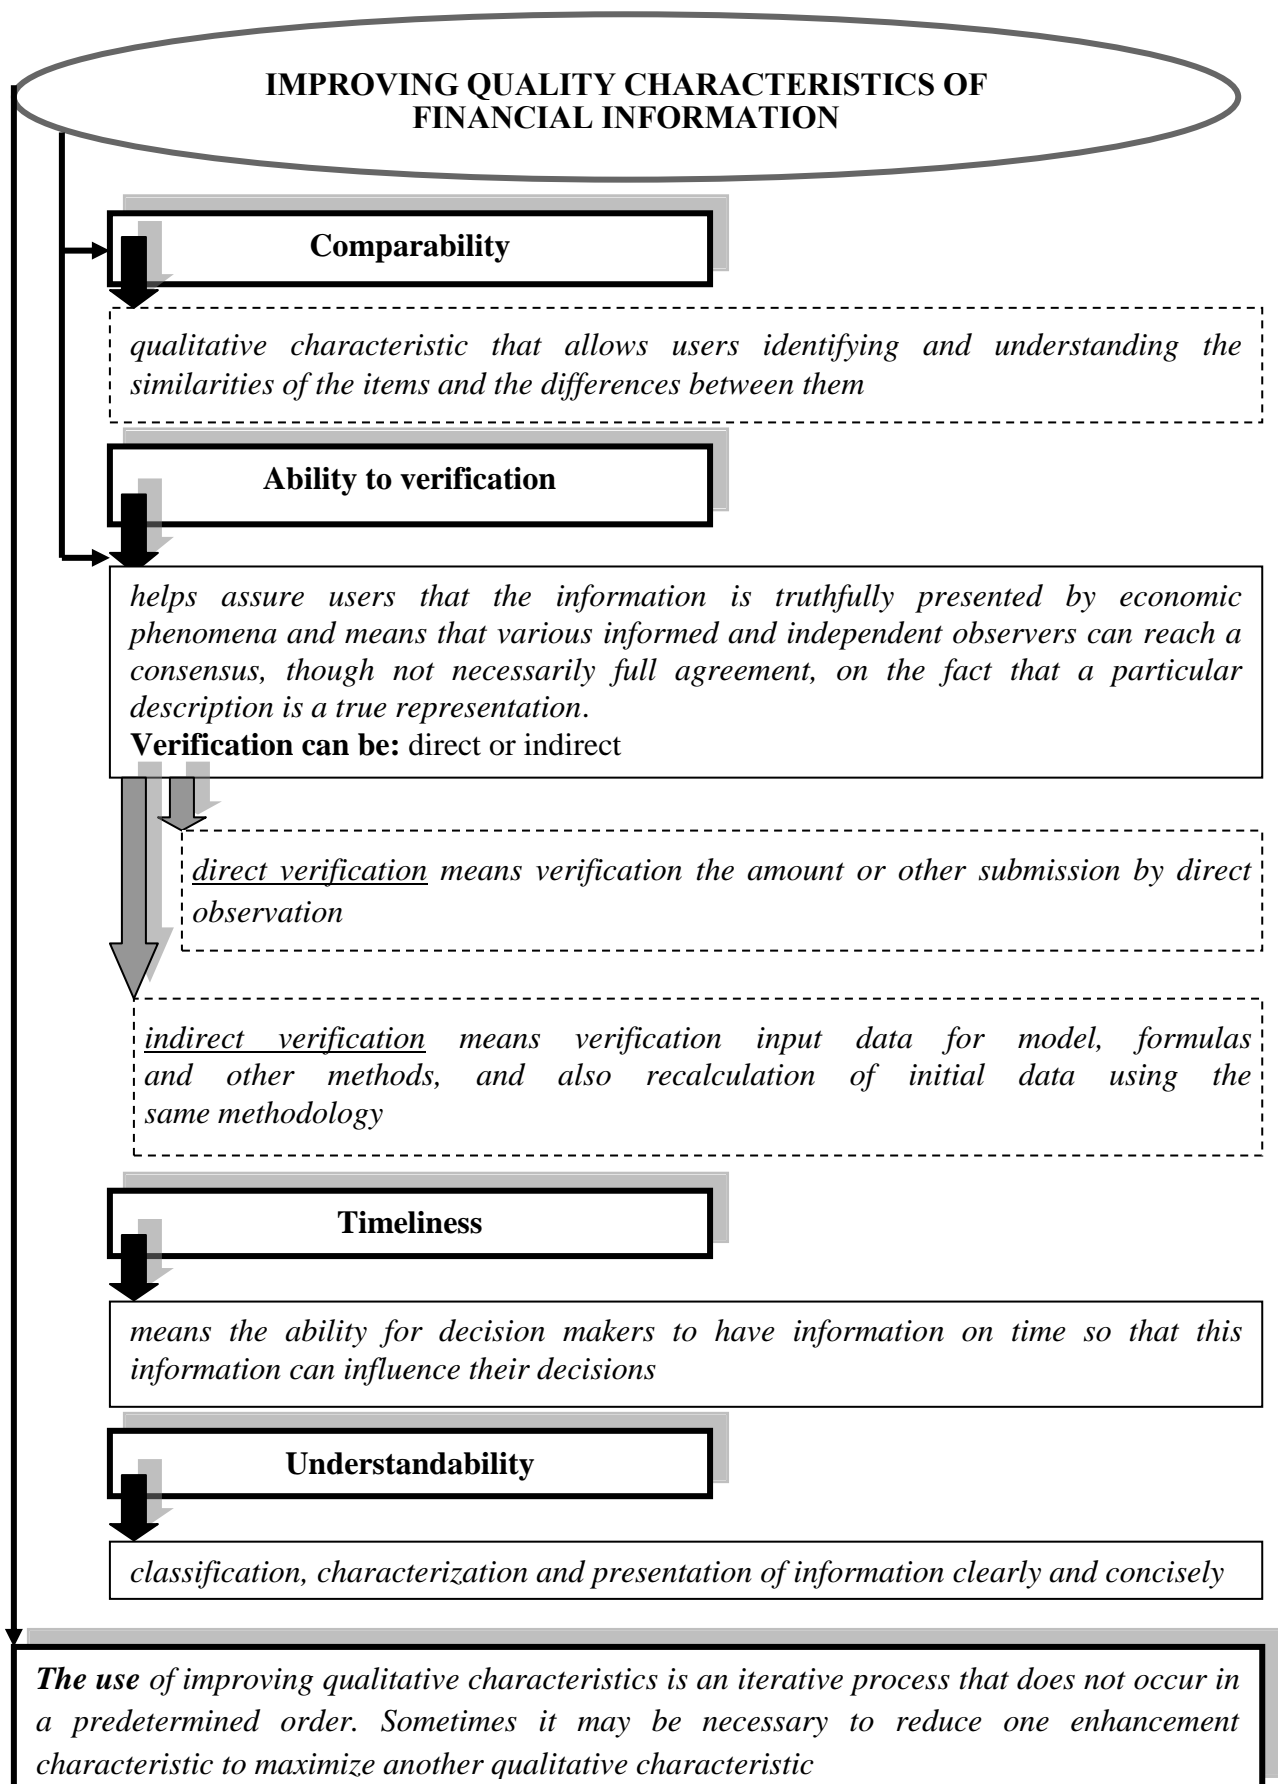 IMPROVING QUALITY CHARACTERISTICS OF
FINANCIAL INFORMATION
Comparability
qualitative characteristic that allows users identifying and understanding the
similarities of the items and the differences between them
Ability to verification
helps assure users that the information is truthfully presented by economic
phenomena and means that various informed and independent observers can reach a
consensus, though not necessarily full agreement, on the fact that a particular
description is a true representation.
Verification can be: direct or indirect
direct verification means verification the amount or other submission by direct
observation
indirect verification means verification input data for model, formulas
and other methods, and also recalculation of initial data using the
same methodology
Timeliness
means the ability for decision makers to have information on time so that this
information can influence their decisions
Understandability
classification, characterization and presentation of information clearly and concisely
The use of improving qualitative characteristics is an iterative process that does not occur in
a predetermined order. Sometimes it may be necessary to reduce one enhancement
characteristic to maximize another qualitative characteristic